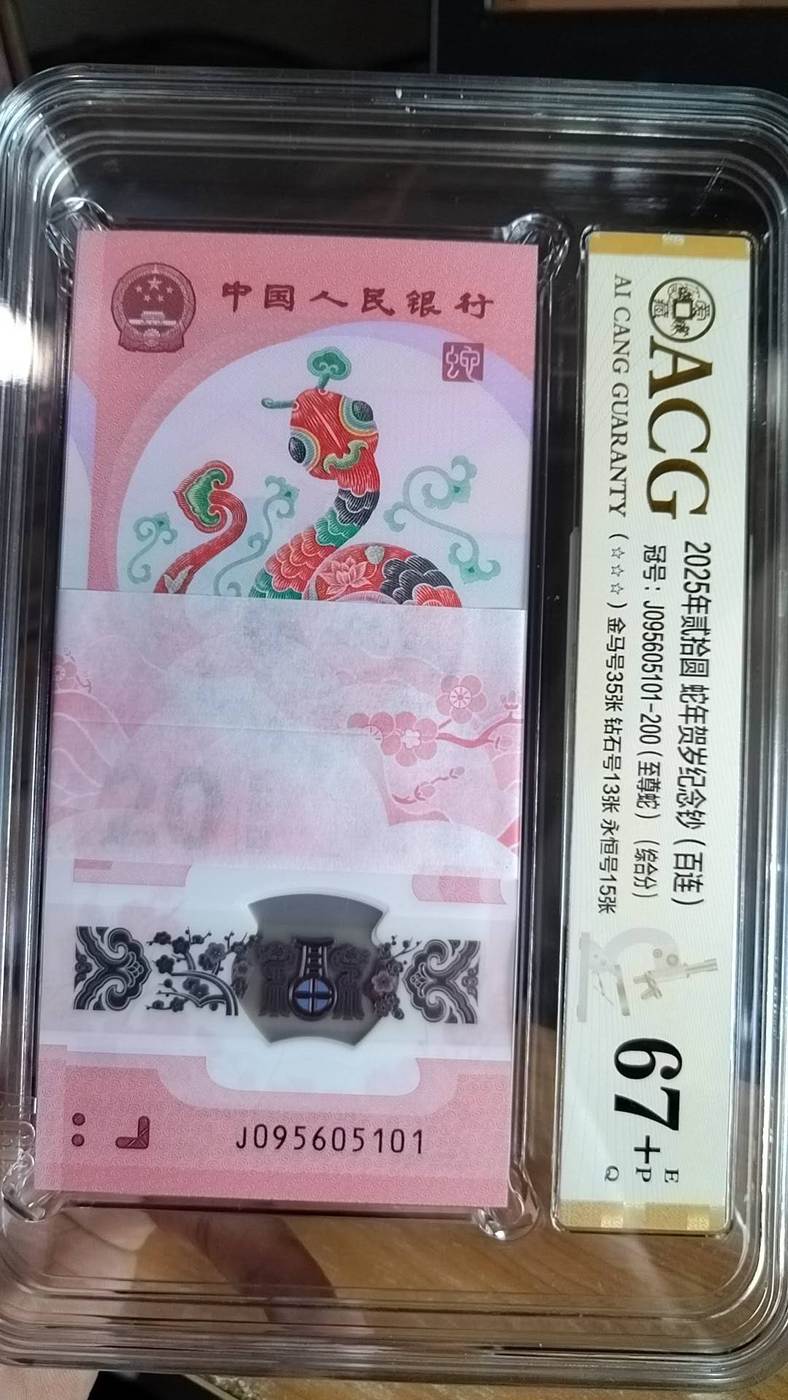 中国人民银行
蛇
20
J095605101
ACG
AI CANG GUARANTY
2025年贰拾圆 蛇年贺岁纪念钞（百连）
冠号：J095605101-200（至尊蛇）（综合分）
（☆☆☆）金马号35张 钻石号13张 永恒号15张
67+
E
P
Q